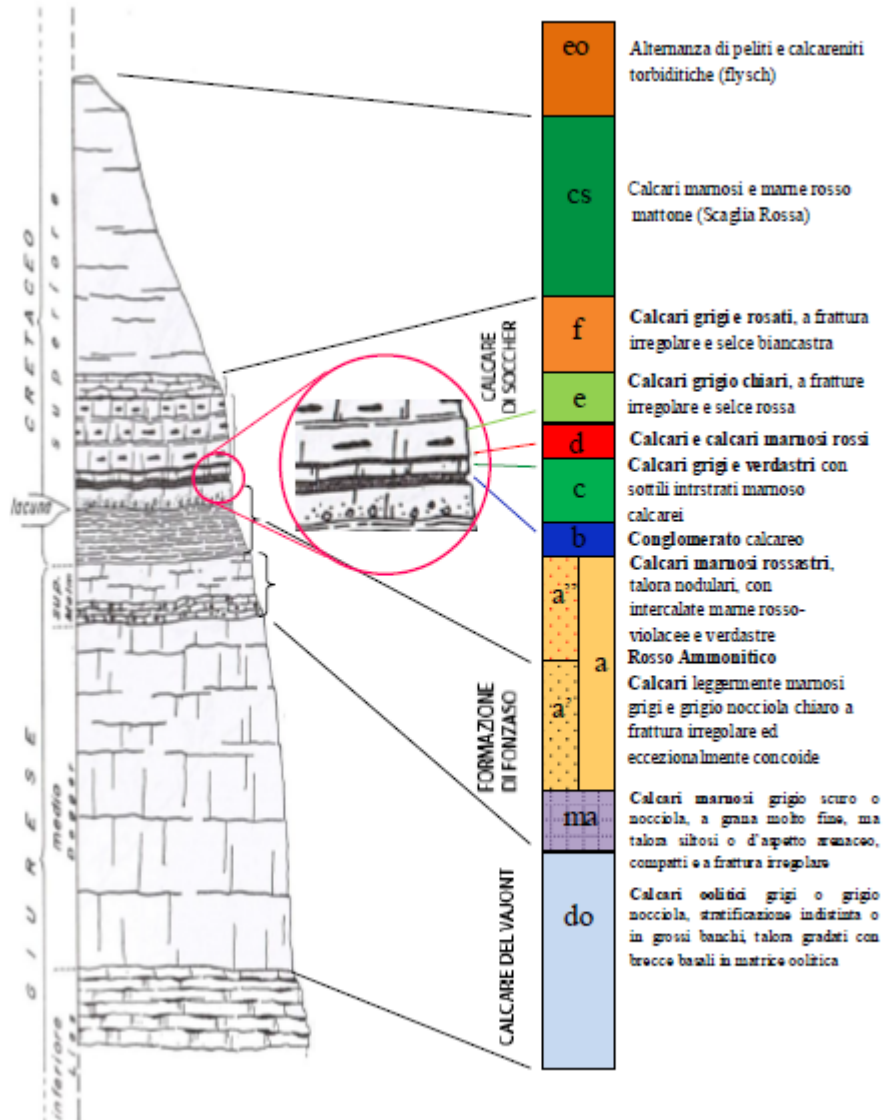 CRETACEO
superiore
lacuna
sup.
Malm
GIURESE
medio
Dogger
inferiore
Lias
CALCARE
DI SOCCHER
FORMAZIONE
DI FONZASO
CALCARE DEL VAJONT
eo
Alternanza di peliti e calcareniti
torbiditiche (flysch)
cs
Calcari marnosi e marne rosso
mattone (Scaglia Rossa)
f
Calcari grigi e rosati, a frattura
irregolare e selce biancastra
e
Calcari grigio chiari, a fratture
irregolare e selce rossa
d
Calcari e calcari marnosi rossi
c
Calcari grigi e verdastri con
sottili intrstrati marnoso
calcarei
b
Conglomerato calcareo
a''
a
Calcari marnosi rossastri,
talora nodulari, con
intercalate marne rosso-
violacee e verdastre
Rosso Ammonitico
a'
Calcari leggermente marnosi
grigi e grigio nocciola chiaro a
frattura irregolare ed
eccezionalmente concoide
ma
Calcari marnosi grigio scuro o
nocciola, a grana molto fine, ma
talora siltosi o d'aspetto arenaceo,
compatti e a frattura irregolare
do
Calcari oolitici grigi o grigio
nocciola, stratificazione indistinta o
in grossi banchi, talora gradati con
brecce basali in matrice oolitica